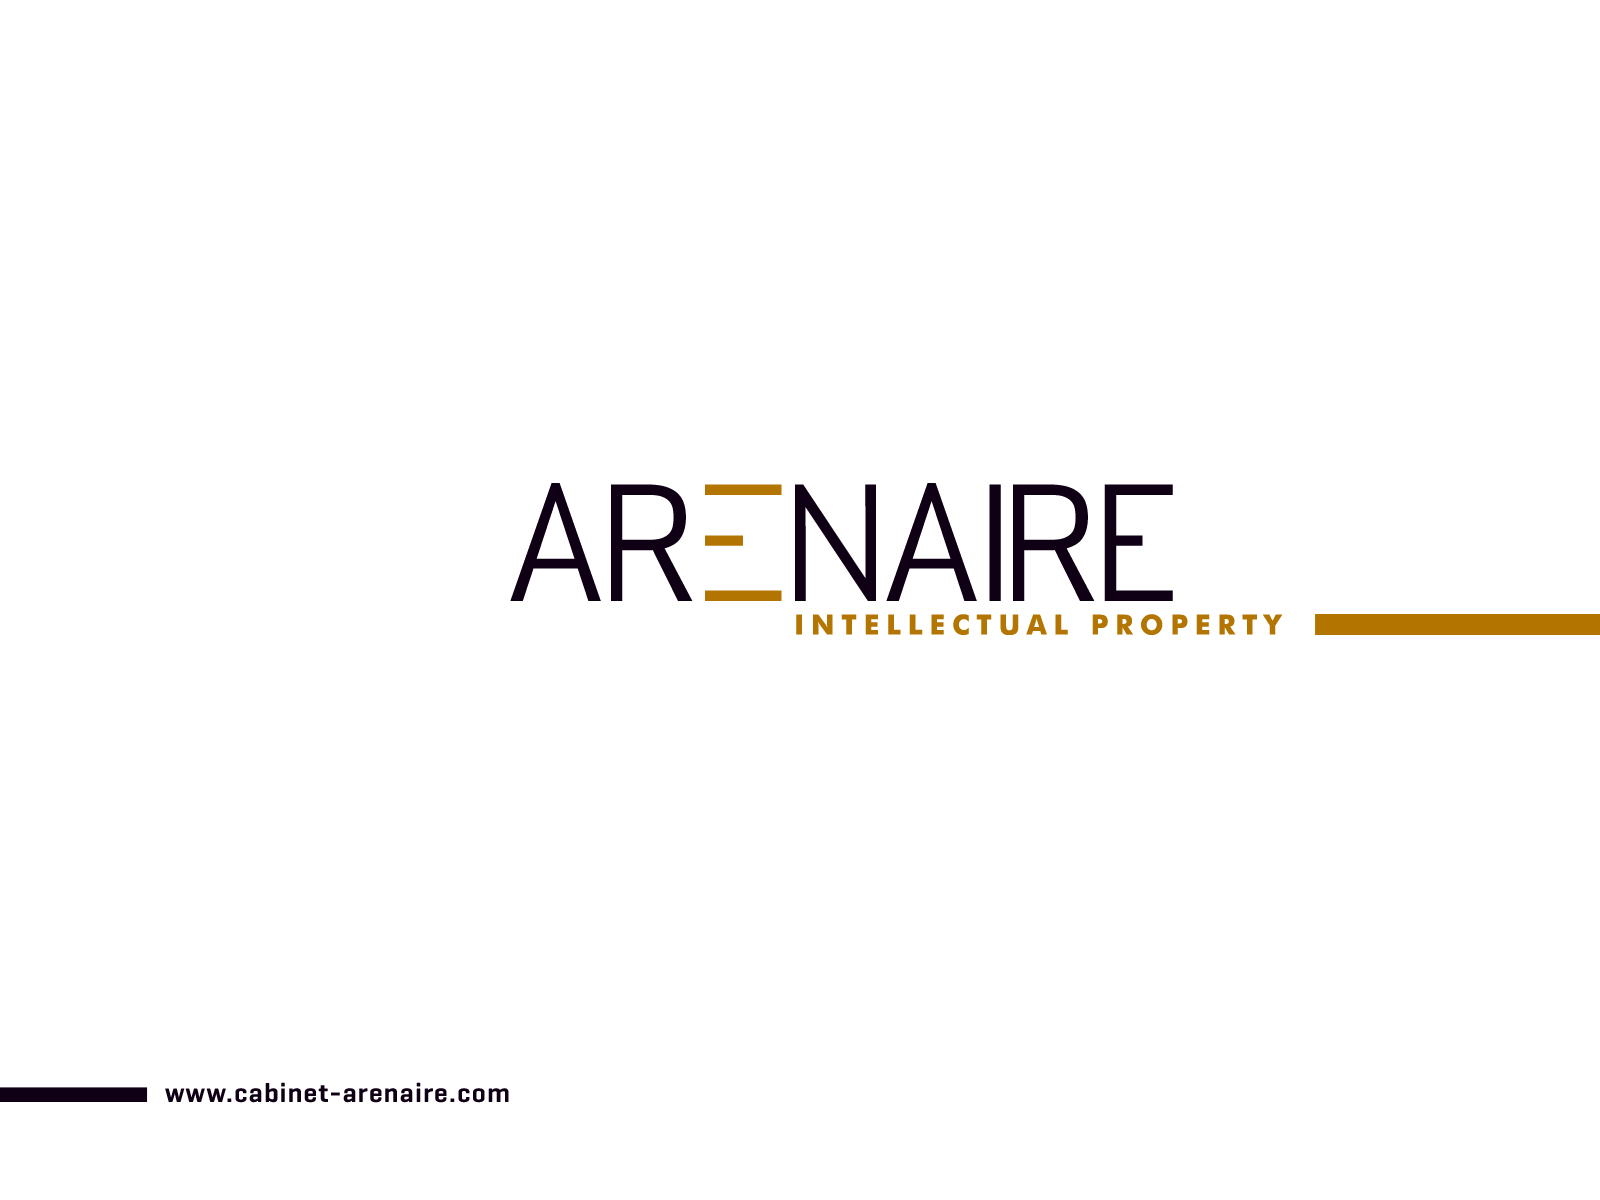 ARENAIRE
INTELLECTUAL PROPERTY
www.cabinet-arenaire.com